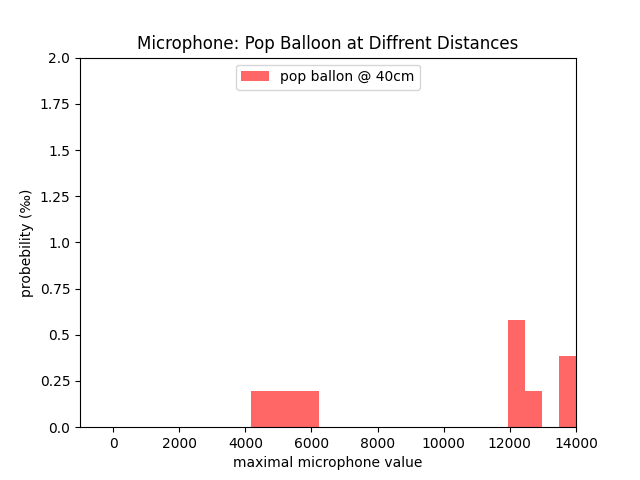 Microphone: Pop Balloon at Diffrent Distances
pop ballon @ 40cm
2.0
1.75
1.5
1.25
1.0
0.75
0.5
0.25
0.0
probebility (‰)
0 2000 4000 6000 8000 10000 12000 14000
maximal microphone value